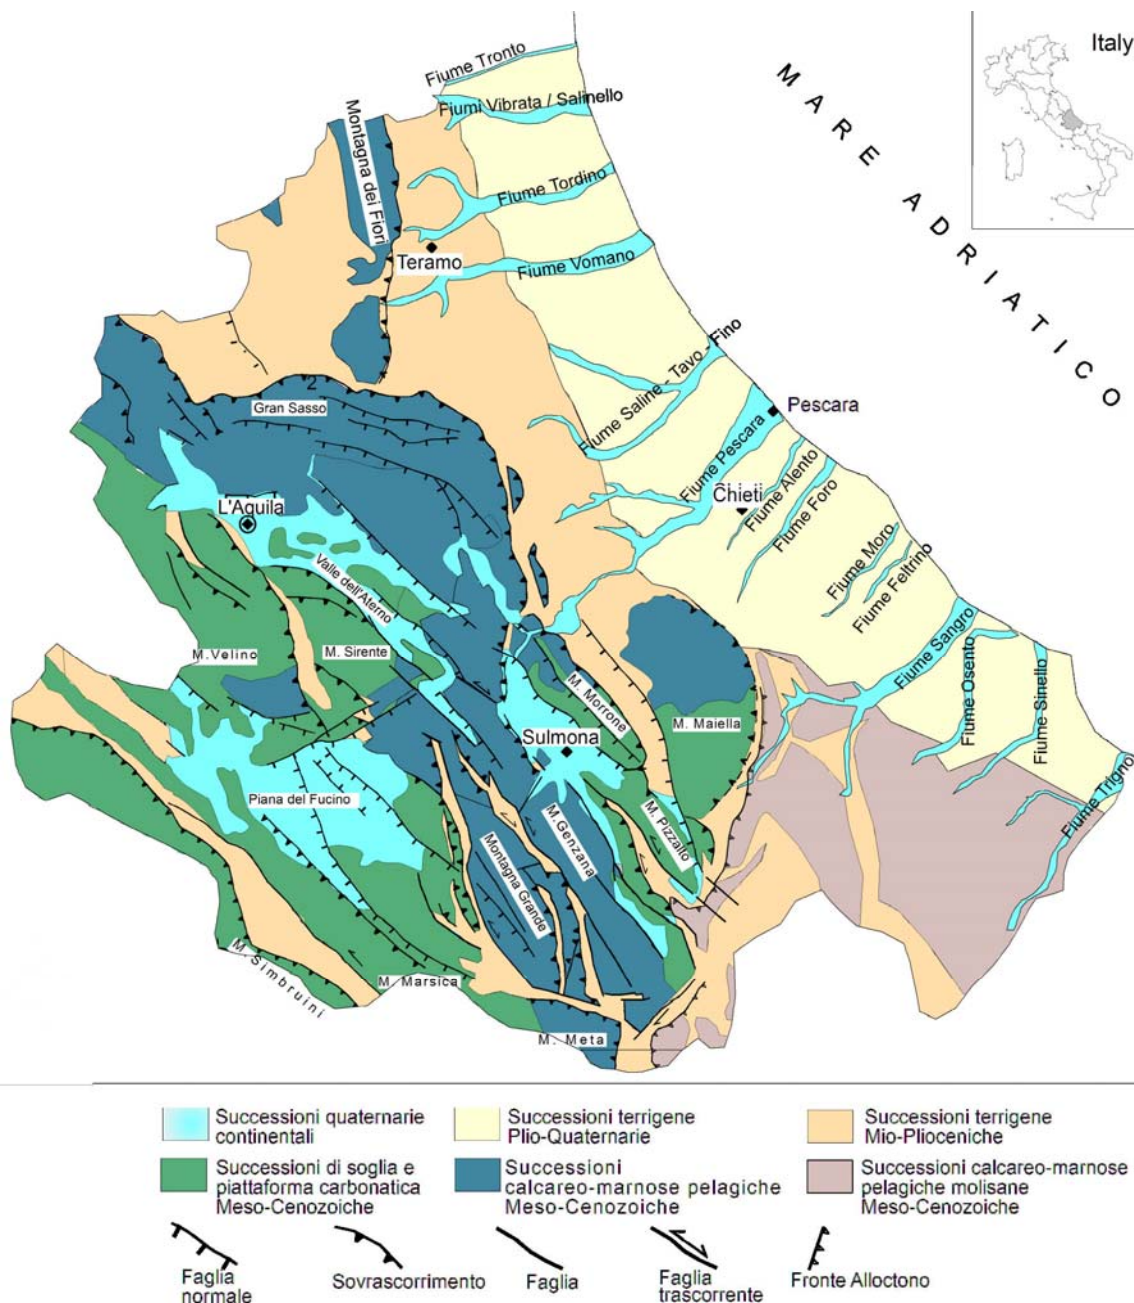 Italy
MARE ADRIATICO
Fiume Tronto
Fiumi Vibrata / Salinello
Montagna dei Fiori
Fiume Tordino
Teramo
Fiume Vomano
Fiume Saline - Tavo - Fino
2
Gran Sasso
Pescara
Fiume Pescara
Chieti
Fiume Alento
Fiume Foro
L'Aquila
Fiume Moro
Fiume Feltrino
Valle dell'Aterno
Fiume Sangro
M.Velino
M. Sirente
M. Morrone
M. Maiella
Fiume Osento
Fiume Sinello
Sulmona
Fiume Trigno
Piana del Fucino
M.Genzana
M. Pizzalto
Montagna Grande
M. Simbruini
M. Marsica
M. Meta
Successioni quaternarie
continentali
Successioni terrigene
Plio-Quaternarie
Successioni terrigene
Mio-Plioceniche
Successioni di soglia e
piattaforma carbonatica
Meso-Cenozoiche
Successioni
calcareo-marnose pelagiche
Meso-Cenozoiche
Successioni calcareo-marnose
pelagiche molisane
Meso-Cenozoiche
Faglia
normale
Sovrascorrimento
Faglia
Faglia
trascorrente
Fronte Alloctono